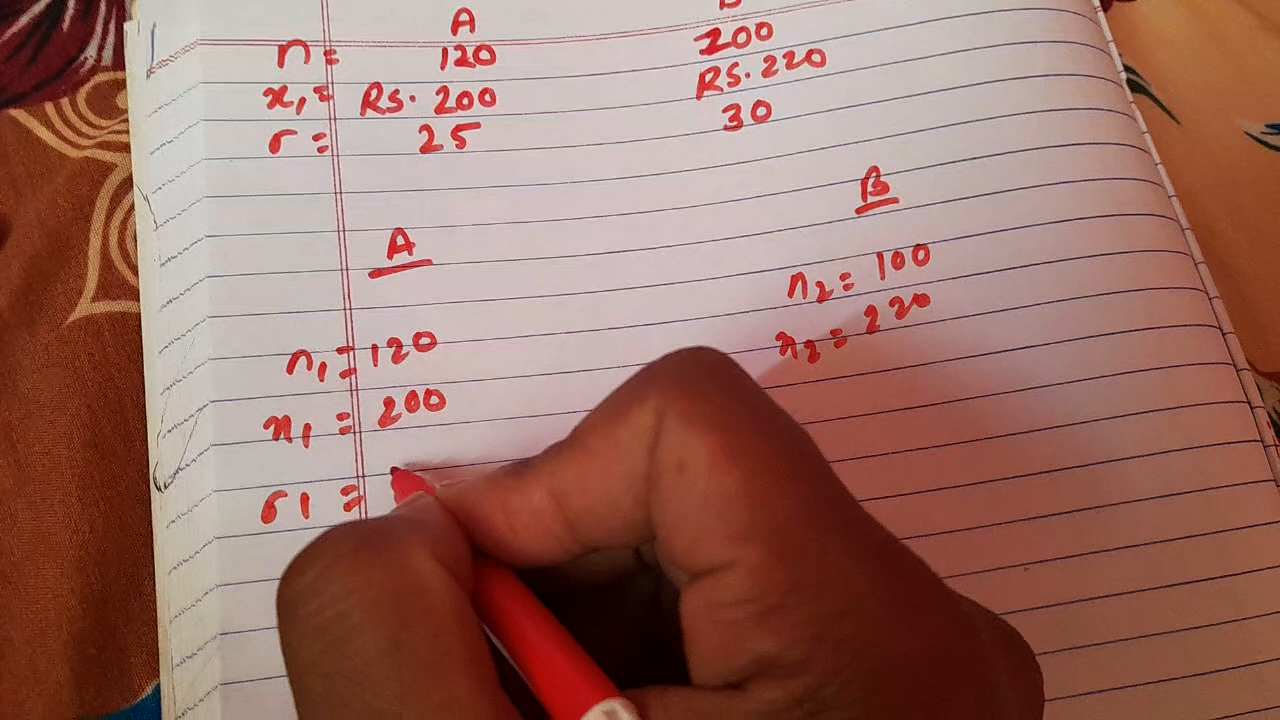 A
n = 120 200
x₁ = Rs. 200 Rs. 220
σ = 25 30
A B
n₁ = 120 n₂ = 100
x₁ = 200 x₂ = 220
σ1 =